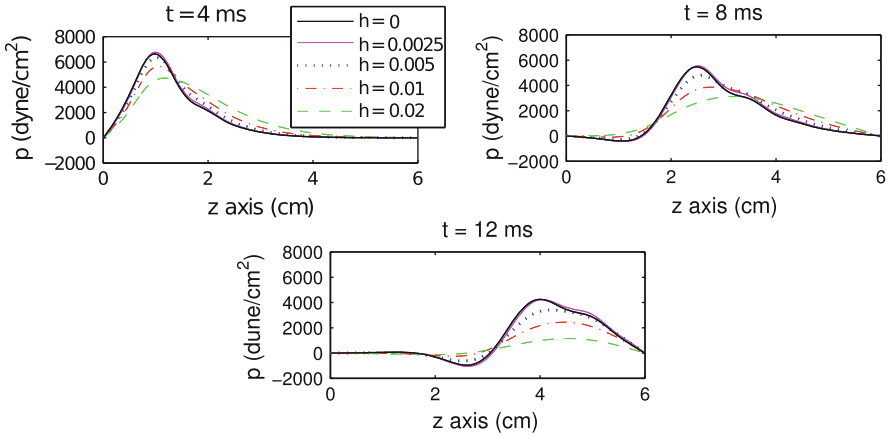 t = 4 ms
h = 0
h = 0.0025
h = 0.005
h = 0.01
h = 0.02
8000
6000
4000
2000
0
−2000
p (dyne/cm²)
0 2 4 6
z axis (cm)
t = 8 ms
8000
6000
4000
2000
0
−2000
p (dyne/cm²)
0 2 4 6
z axis (cm)
t = 12 ms
8000
6000
4000
2000
0
−2000
p (dune/cm²)
0 2 4 6
z axis (cm)